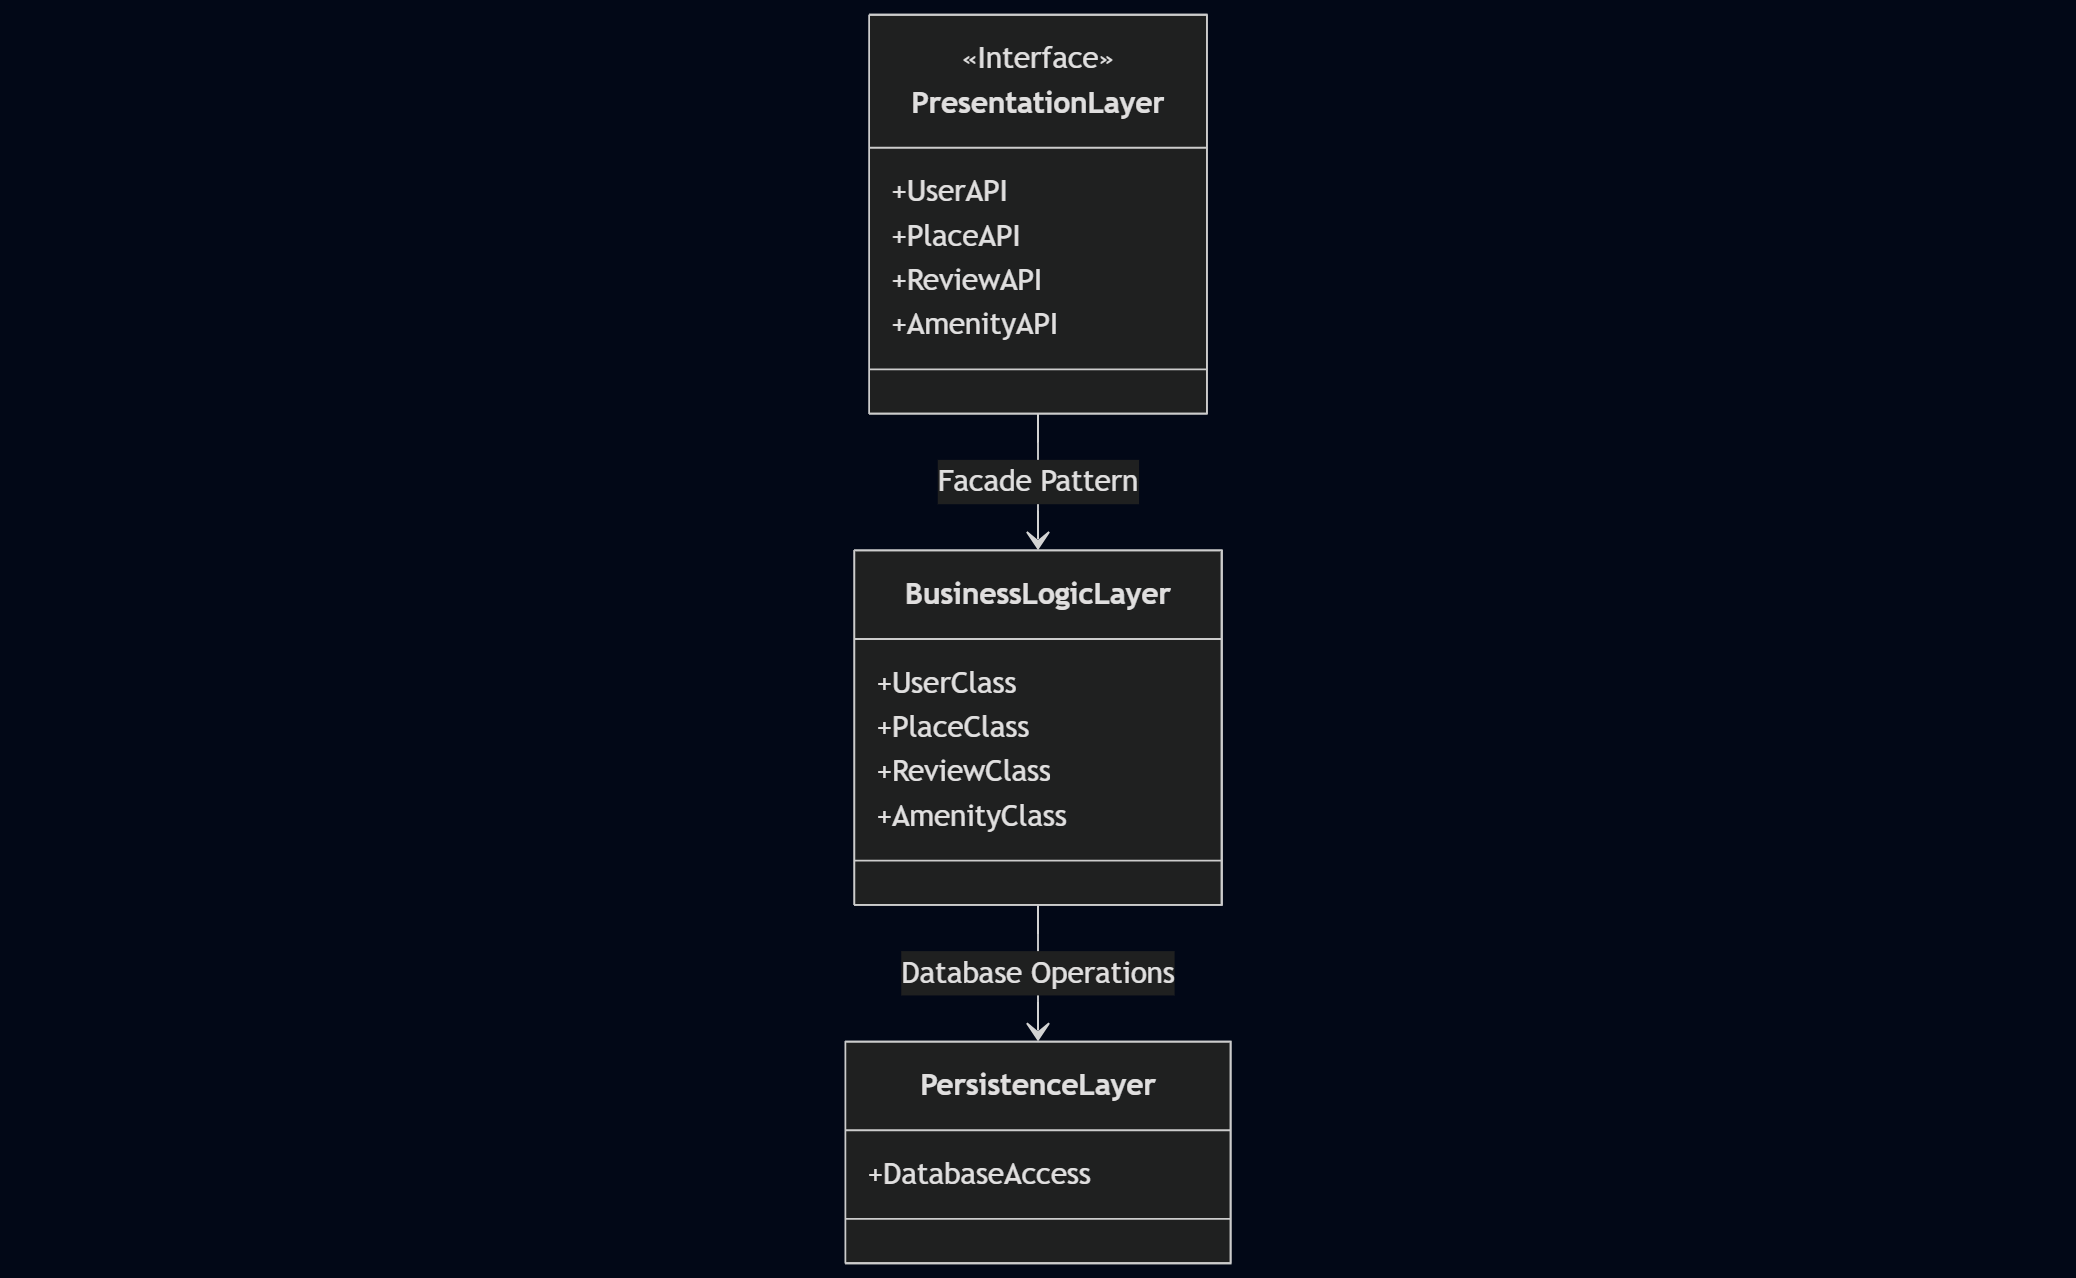 «Interface»
PresentationLayer
+UserAPI
+PlaceAPI
+ReviewAPI
+AmenityAPI
Facade Pattern
BusinessLogicLayer
+UserClass
+PlaceClass
+ReviewClass
+AmenityClass
Database Operations
PersistenceLayer
+DatabaseAccess